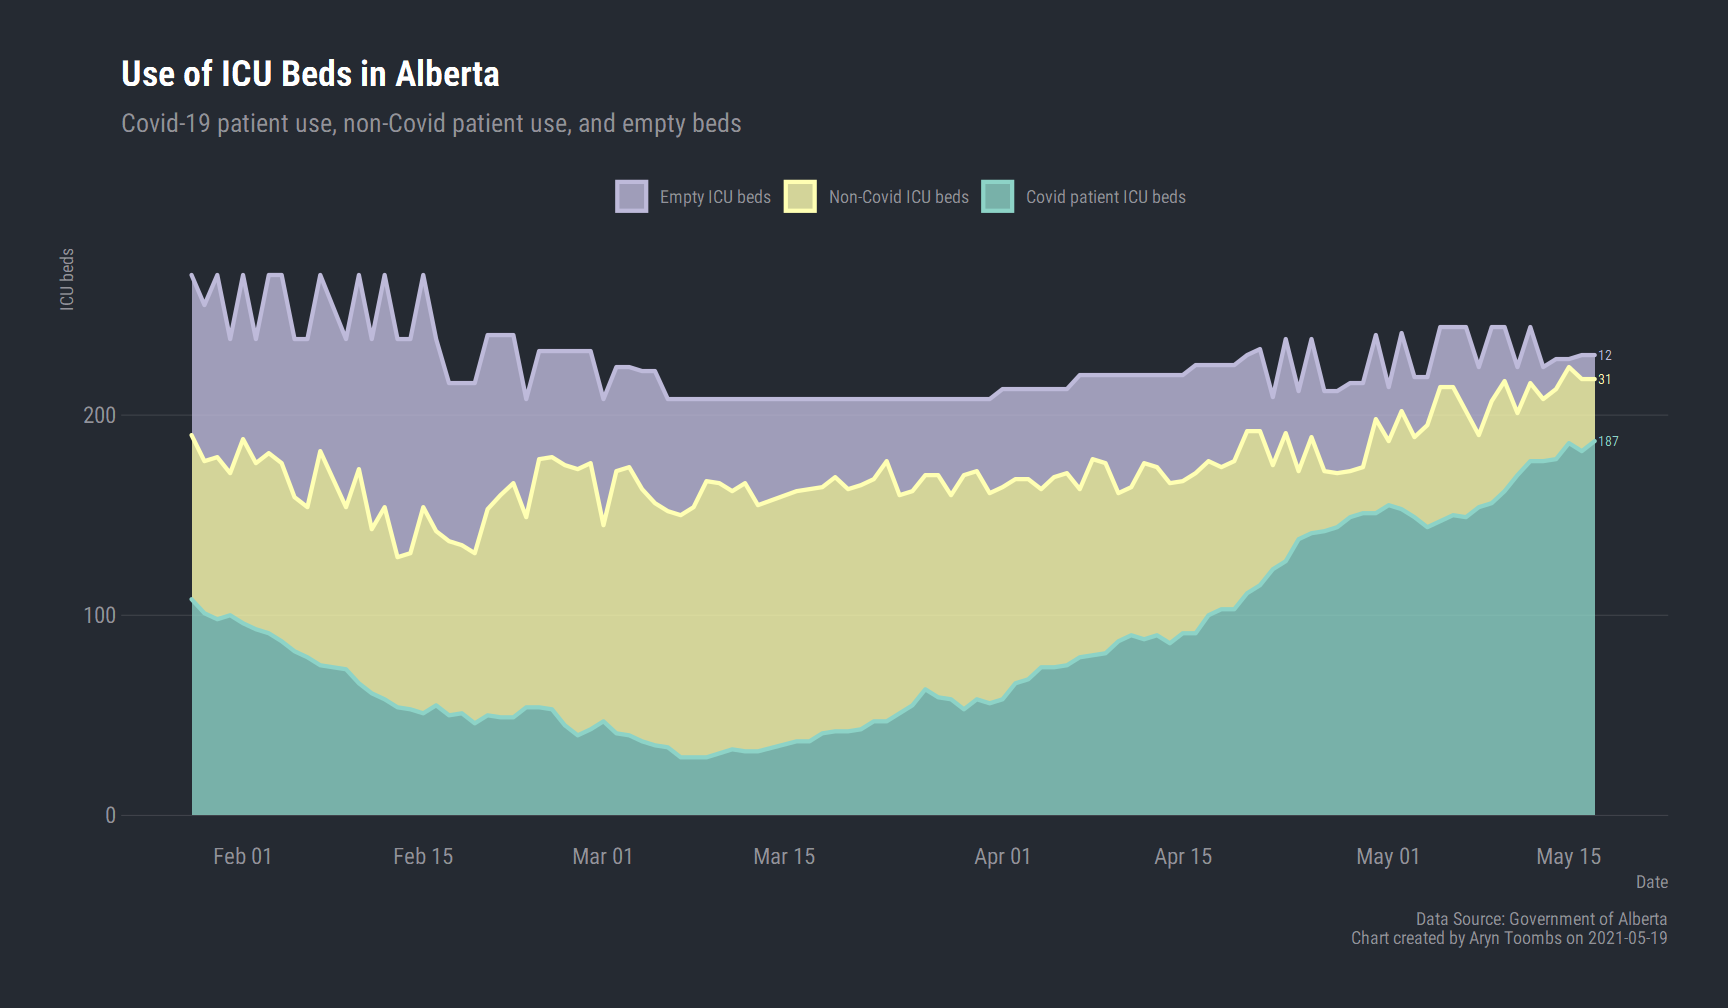 Use of ICU Beds in Alberta
Covid-19 patient use, non-Covid patient use, and empty beds
Empty ICU beds Non-Covid ICU beds Covid patient ICU beds
ICU beds
12
31
200
187
100
0
Feb 01 Feb 15 Mar 01 Mar 15 Apr 01 Apr 15 May 01 May 15
Date
Data Source: Government of Alberta
Chart created by Aryn Toombs on 2021-05-19